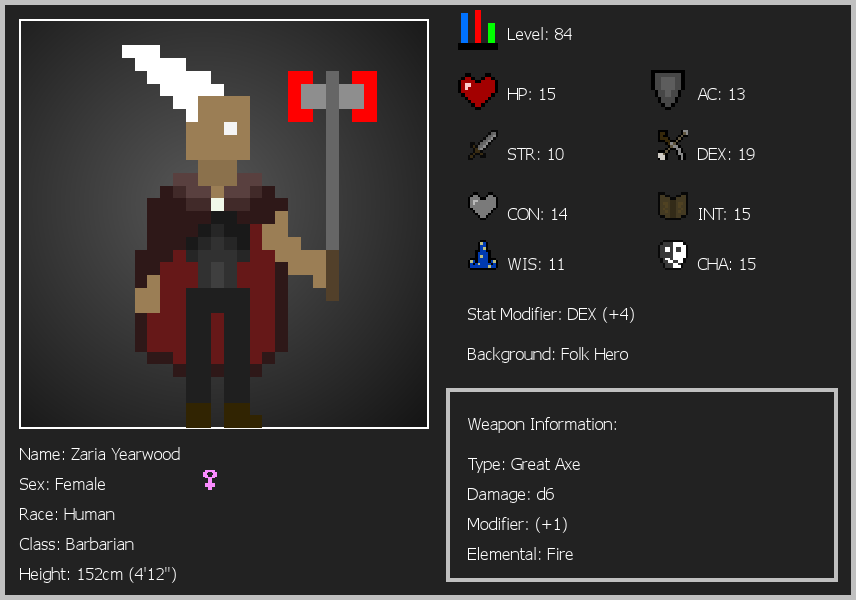 Level: 84
HP: 15
AC: 13
STR: 10
DEX: 19
CON: 14
INT: 15
WIS: 11
CHA: 15
Stat Modifier: DEX (+4)
Background: Folk Hero
Weapon Information:
Type: Great Axe
Damage: d6
Modifier: (+1)
Elemental: Fire
Name: Zaria Yearwood
Sex: Female
Race: Human
Class: Barbarian
Height: 152cm (4'12")